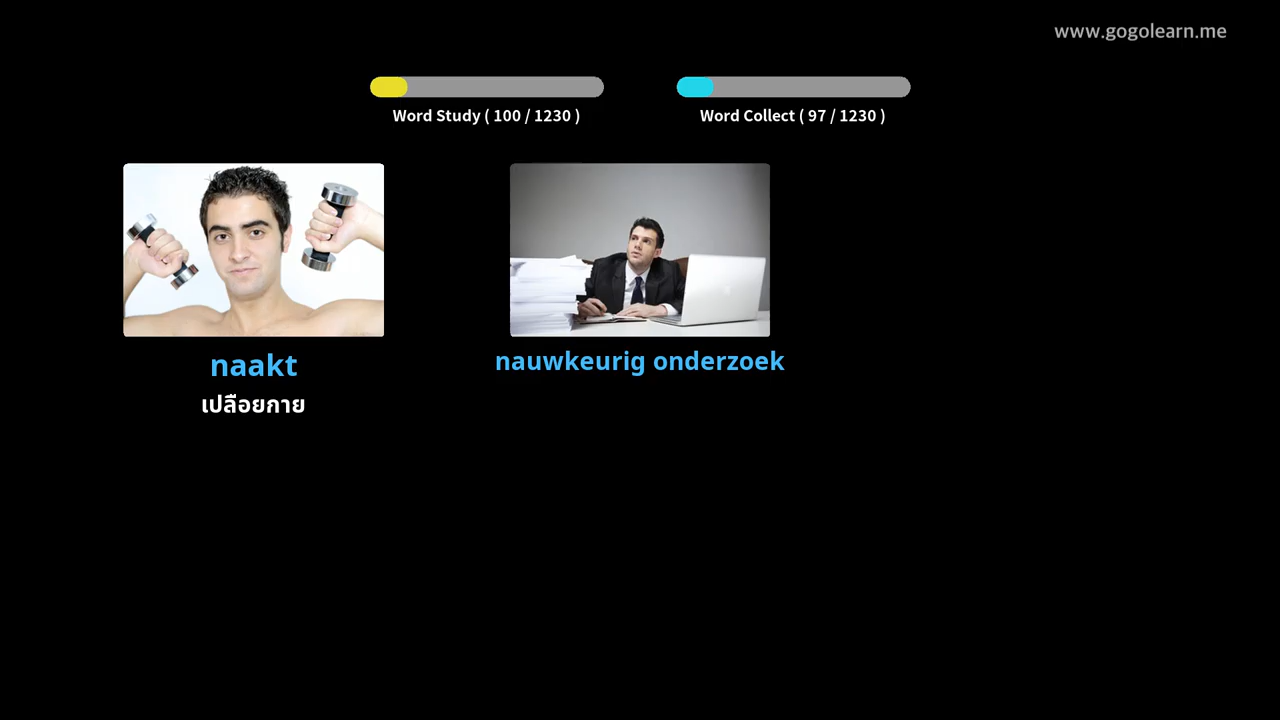 www.gogolearn.me
Word Study ( 100 / 1230 )
Word Collect ( 97 / 1230 )
naakt
เปลือยกาย
nauwkeurig onderzoek